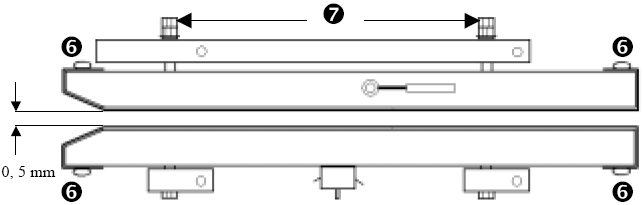 ❼
❻ ❻
0, 5 mm
❻ ❻